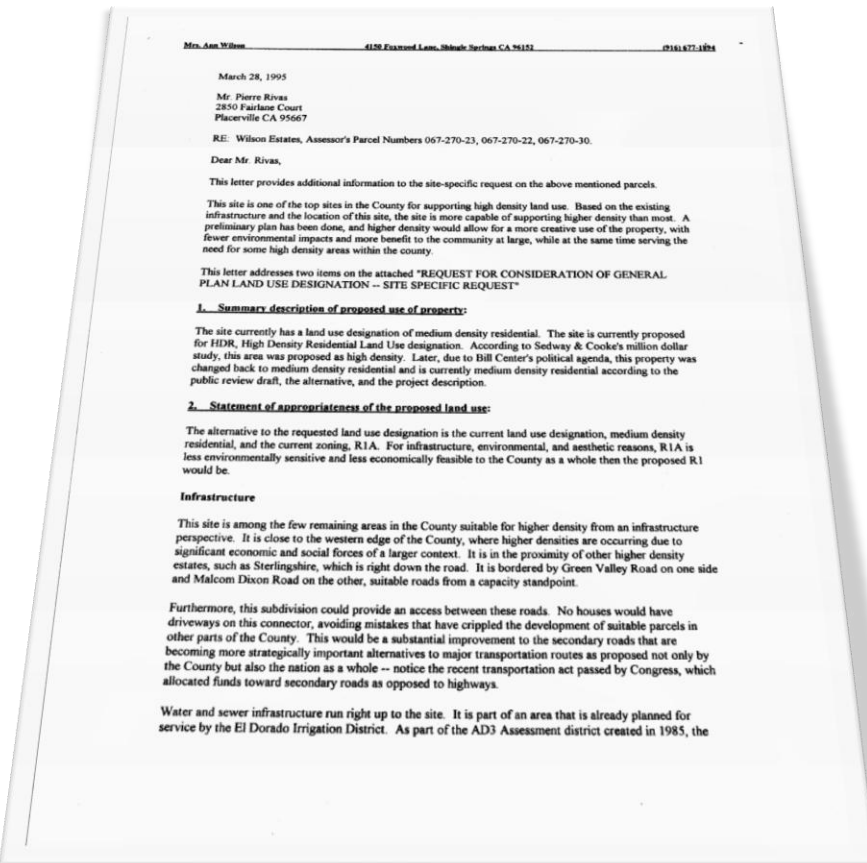 Mrs. Ann Wilson 4150 Foxwood Lane, Shingle Springs CA 96152 (916) 677-1894
March 28, 1995
Mr. Pierre Rivas
2850 Fairlane Court
Placerville CA 95667
RE: Wilson Estates, Assessor's Parcel Numbers 067-270-23, 067-270-22, 067-270-30.
Dear Mr. Rivas,
This letter provides additional information to the site-specific request on the above mentioned parcels.
This site is one of the top sites in the County for supporting high density land use. Based on the existing
infrastructure and the location of this site, the site is more capable of supporting higher density than most. A
preliminary plan has been done, and higher density would allow for a more creative use of the property, with
fewer environmental impacts and more benefit to the community at large, while at the same time serving the
need for some high density areas within the county.
This letter addresses two items on the attached "REQUEST FOR CONSIDERATION OF GENERAL
PLAN LAND USE DESIGNATION -- SITE SPECIFIC REQUEST"
1. Summary description of proposed use of property:
The site currently has a land use designation of medium density residential. The site is currently proposed
for HDR, High Density Residential Land Use designation. According to Sedway & Cooke's million dollar
study, this area was proposed as high density. Later, due to Bill Center's political agenda, this property was
changed back to medium density residential and is currently medium density residential according to the
public review draft, the alternative, and the project description.
2. Statement of appropriateness of the proposed land use:
The alternative to the requested land use designation is the current land use designation, medium density
residential, and the current zoning, R1A. For infrastructure, environmental, and aesthetic reasons, R1A is
less environmentally sensitive and less economically feasible to the County as a whole then the proposed R1
would be.
Infrastructure
This site is among the few remaining areas in the County suitable for higher density from an infrastructure
perspective. It is close to the western edge of the County, where higher densities are occurring due to
significant economic and social forces of a larger context. It is in the proximity of other higher density
estates, such as Sterlingshire, which is right down the road. It is bordered by Green Valley Road on one side
and Malcom Dixon Road on the other, suitable roads from a capacity standpoint.
Furthermore, this subdivision could provide an access between these roads. No houses would have
driveways on this connector, avoiding mistakes that have crippled the development of suitable parcels in
other parts of the County. This would be a substantial improvement to the secondary roads that are
becoming more strategically important alternatives to major transportation routes as proposed not only by
the County but also the nation as a whole -- notice the recent transportation act passed by Congress, which
allocated funds toward secondary roads as opposed to highways.
Water and sewer infrastructure run right up to the site. It is part of an area that is already planned for
service by the El Dorado Irrigation District. As part of the AD3 Assessment district created in 1985, the